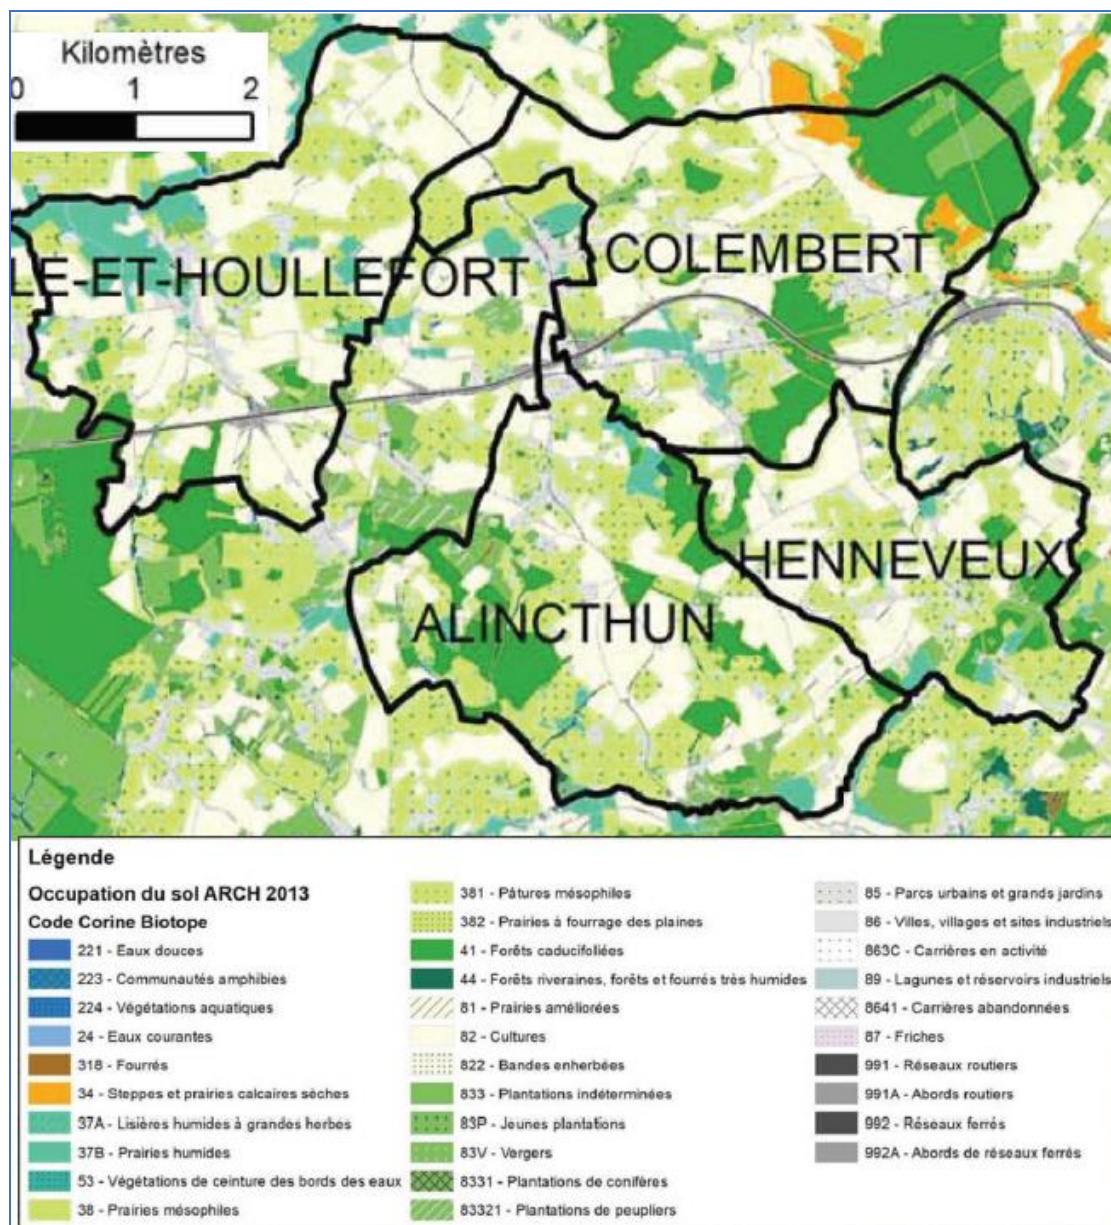 Kilomètres
0 1 2
COLEMBERT
LE-ET-HOULLEFORT
HENNEVEUX
ALINCTHUN
Légende
Occupation du sol ARCH 2013
Code Corine Biotope
221 - Eaux douces
223 - Communautés amphibies
224 - Végétations aquatiques
24 - Eaux courantes
318 - Fourrés
34 - Steppes et prairies calcaires sèches
37A - Lisières humides à grandes herbes
37B - Prairies humides
53 - Végétations de ceinture des bords des eaux
38 - Prairies mésophiles
381 - Pâtures mésophiles
382 - Prairies à fourrage des plaines
41 - Forêts caducifoliées
44 - Forêts riveraines, forêts et fourrés très humides
81 - Prairies améliorées
82 - Cultures
822 - Bandes enherbées
833 - Plantations indéterminées
83P - Jeunes plantations
83V - Vergers
8331 - Plantations de conifères
83321 - Plantations de peupliers
85 - Parcs urbains et grands jardins
86 - Villes, villages et sites industriels
863C - Carrières en activité
89 - Lagunes et réservoirs industriels
8641 - Carrières abandonnées
87 - Friches
991 - Réseaux routiers
991A - Abords routiers
992 - Réseaux ferrés
992A - Abords de réseaux ferrés